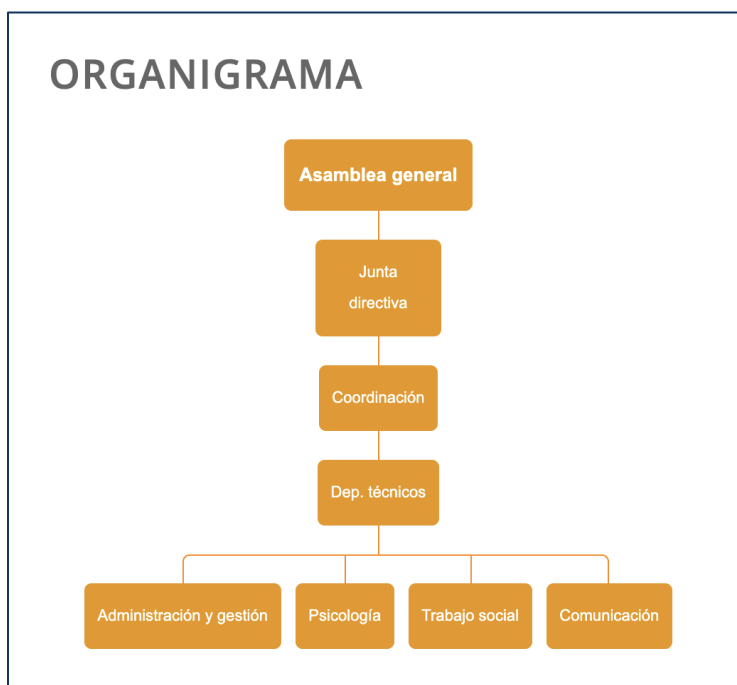 ORGANIGRAMA
Asamblea general
Junta
directiva
Coordinación
Dep. técnicos
Administración y gestión
Psicología
Trabajo social
Comunicación